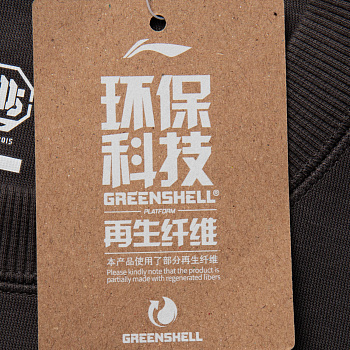 环保
科技
GREENSHELL®
PLATFORM
再生纤维
本产品使用了部分再生纤维
Please kindly note that the product is
partially made with regenerated fibers
GREENSHELL
2015